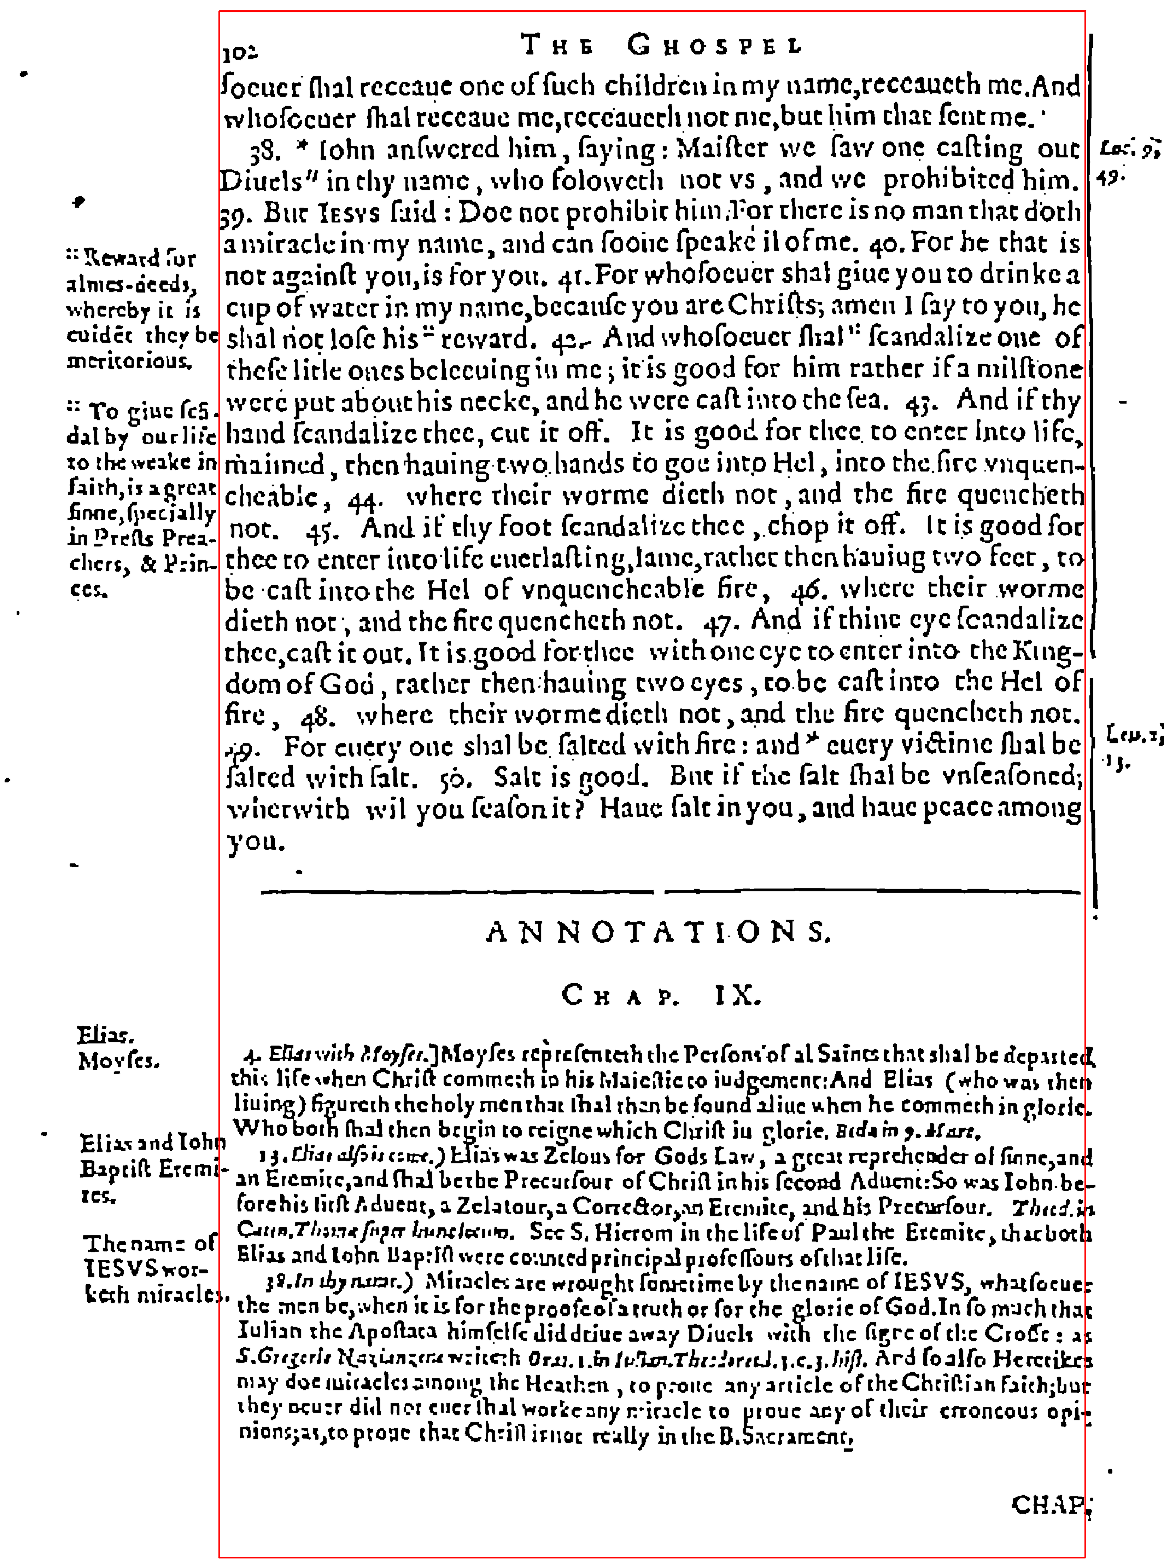 102
THE GHOSPEL
ſoeuer ſhal receaue one of ſuch children in my name, receaueth me. And
whoſoeuer ſhal receaue me, receaueth not me, but him that ſent me.
38. * Iohn anſwered him, ſaying: Maiſter we ſaw one caſting out
Diuels" in thy name, who foloweth not vs, and we prohibited him.
39. But IESVS ſaid: Doe not prohibit him. For there is no man that doth
a miracle in my name, and can ſoone ſpeake il of me. 40. For he that is
not againſt you, is for you. 41. For whoſoeuer shal giue you to drinke a
cup of water in my name, becauſe you are Chriſts; amen I ſay to you, he
shal not loſe his :: reward. 42. And whoſoeuer ſhal :: ſcandalize one of
theſe litle ones beleeuing in me; it is good for him rather if a milſtone
were put about his necke, and he were caſt into the ſea. 43. And if thy
hand ſcandalize thee, cut it off. It is good for thee to enter into life,
maimed, then hauing two hands to goe into Hel, into the fire vnquen-
cheable, 44. where their worme dieth not, and the fire quencheth
not. 45. And if thy foot ſcandalize thee, chop it off. It is good for
thee to enter into life euerlaſting, lame, rather then hauiug two feet, to
be caſt into the Hel of vnquencheable fire, 46. where their worme
dieth not, and the fire quencheth not. 47. And if thine eye ſcandalize
thee, caſt it out. It is good for thee with one eye to enter into the King-
dom of God, rather then hauing two eyes, to be caſt into the Hel of
fire, 48. where their worme dieth not, and the fire quencheth not.
49. For euery one shal be ſalted with fire: and * euery victime ſhal be
ſalted with ſalt. 50. Salt is good. But if the ſalt ſhal be vnſeaſoned;
wherwith wil you ſeaſon it? Haue ſalt in you, and haue peace among
you.
Luc. 9,
49.
:: Reward for
almes-deeds,
whereby it is
euidẽt they be
meritorious.
:: To giue ſcã-
dal by our life
to the weake in
faith, is a great
ſinne, ſpecially
in Preſts Prea-
chers, & Prin-
ces.
Leu. 2,
13.
ANNOTATIONS.
CHAP. IX.
Elias.
Moyſes.
4. Elias with Moyſes.] Moyſes repreſenteth the Perſons of al Saints that shal be departed
this life when Chriſt commeth in his Maieſtie to iudgement: And Elias (who was then
liuing) figureth the holy men that ſhal then be found aliue when he commeth in glorie.
Who both ſhal then begin to reigne which Chriſt iu glorie. Beda in 9. Marc.
Elias and Iohn
Baptiſt Eremi-
tes.
13. Elias alſo is come.) Elias was Zelous for Gods Law, a great reprehender of ſinne, and
an Eremite, and ſhal be the Precurſour of Chriſt in his ſecond Aduent: So was Iohn be-
fore his firſt Aduent, a Zelatour, a Corrector, an Eremite, and his Precurſour. Theod. in
Caten. Thomæ ſuper hunc locum. See S. Hierom in the life of Paul the Eremite, that both
Elias and Iohn Baptiſt were counted principal profeſſours of that life.
The name of
IESVS wor-
keth miracles.
38. In thy name.) Miracles are wrought ſometime by the name of IESVS, whatſoeuer
the men be, when it is for the proofe of a truth or for the glorie of God. In ſo much that
Iulian the Apoſtata himſelfe did driue away Diuels with the ſigne of the Croſſe: as
S. Gregorie Nazianzene writeth Orat. 1. in Iulian. Theodoret. l. 3. c. 3. hiſt. And ſo alſo Heretikes
may doe miracles among the Heathen, to proue any article of the Chriſtian faith; but
they neuer did nor euer ſhal worke any miracle to proue any of their erroneous opi-
nions; as, to proue that Chriſt is not really in the B. Sacrament.
CHAP.